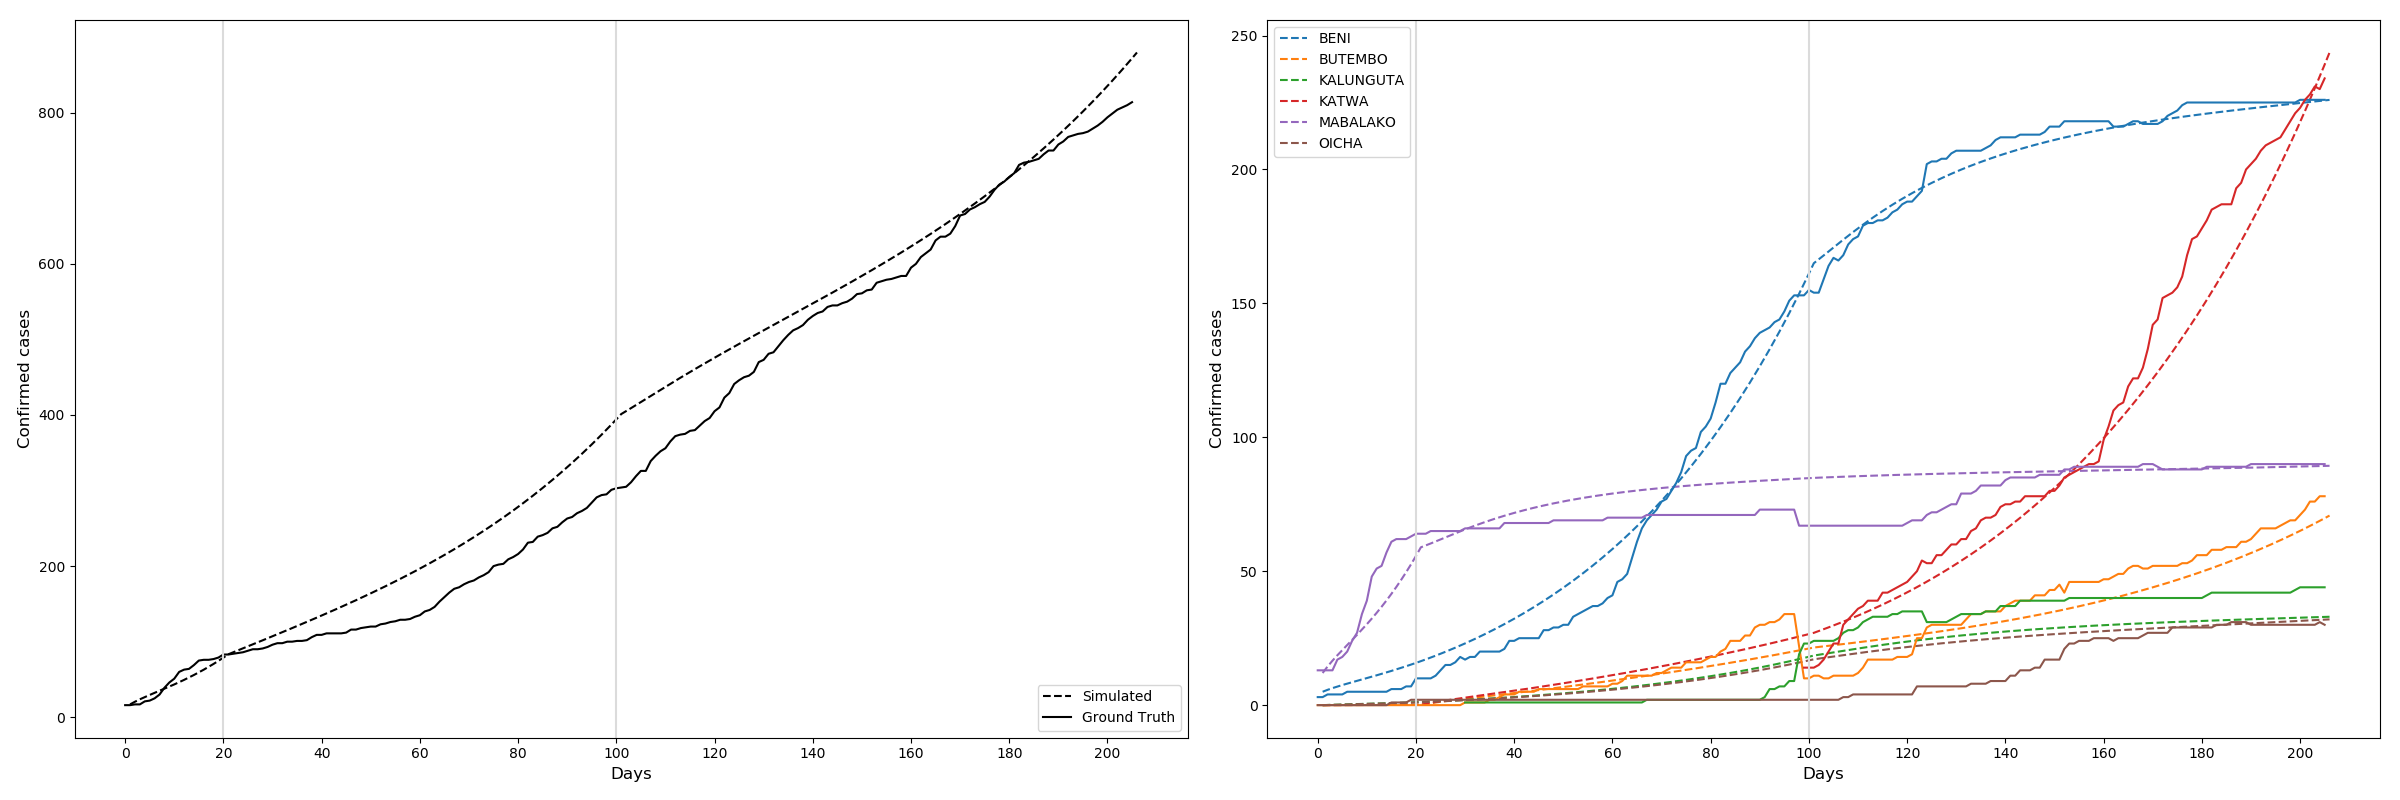 800
600
400
200
0
Confirmed cases
0 20 40 60 80 100 120 140 160 180 200
Days
Simulated
Ground Truth
250
200
150
100
50
0
Confirmed cases
0 20 40 60 80 100 120 140 160 180 200
Days
BENI
BUTEMBO
KALUNGUTA
KATWA
MABALAKO
OICHA